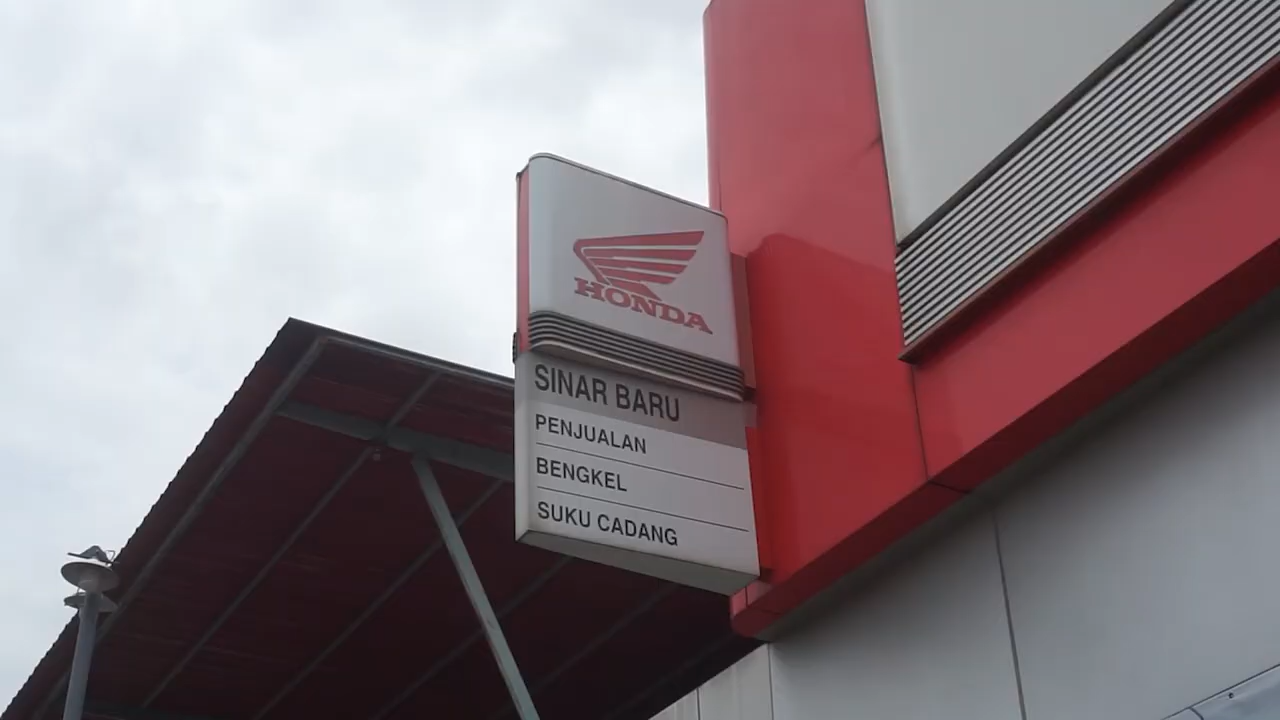 HONDA
SINAR BARU
PENJUALAN
BENGKEL
SUKU CADANG